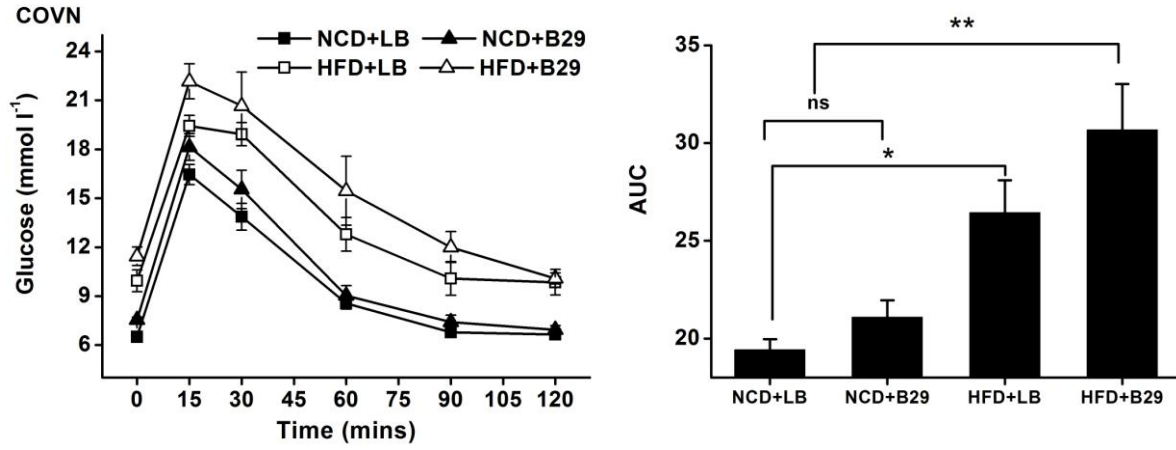 COVN
NCD+LB NCD+B29
HFD+LB HFD+B29
24
21
18
15
12
9
6
Glucose (mmol l⁻¹)
0 15 30 45 60 75 90 105 120
Time (mins)
**
ns
*
35
30
25
20
AUC
NCD+LB NCD+B29 HFD+LB HFD+B29